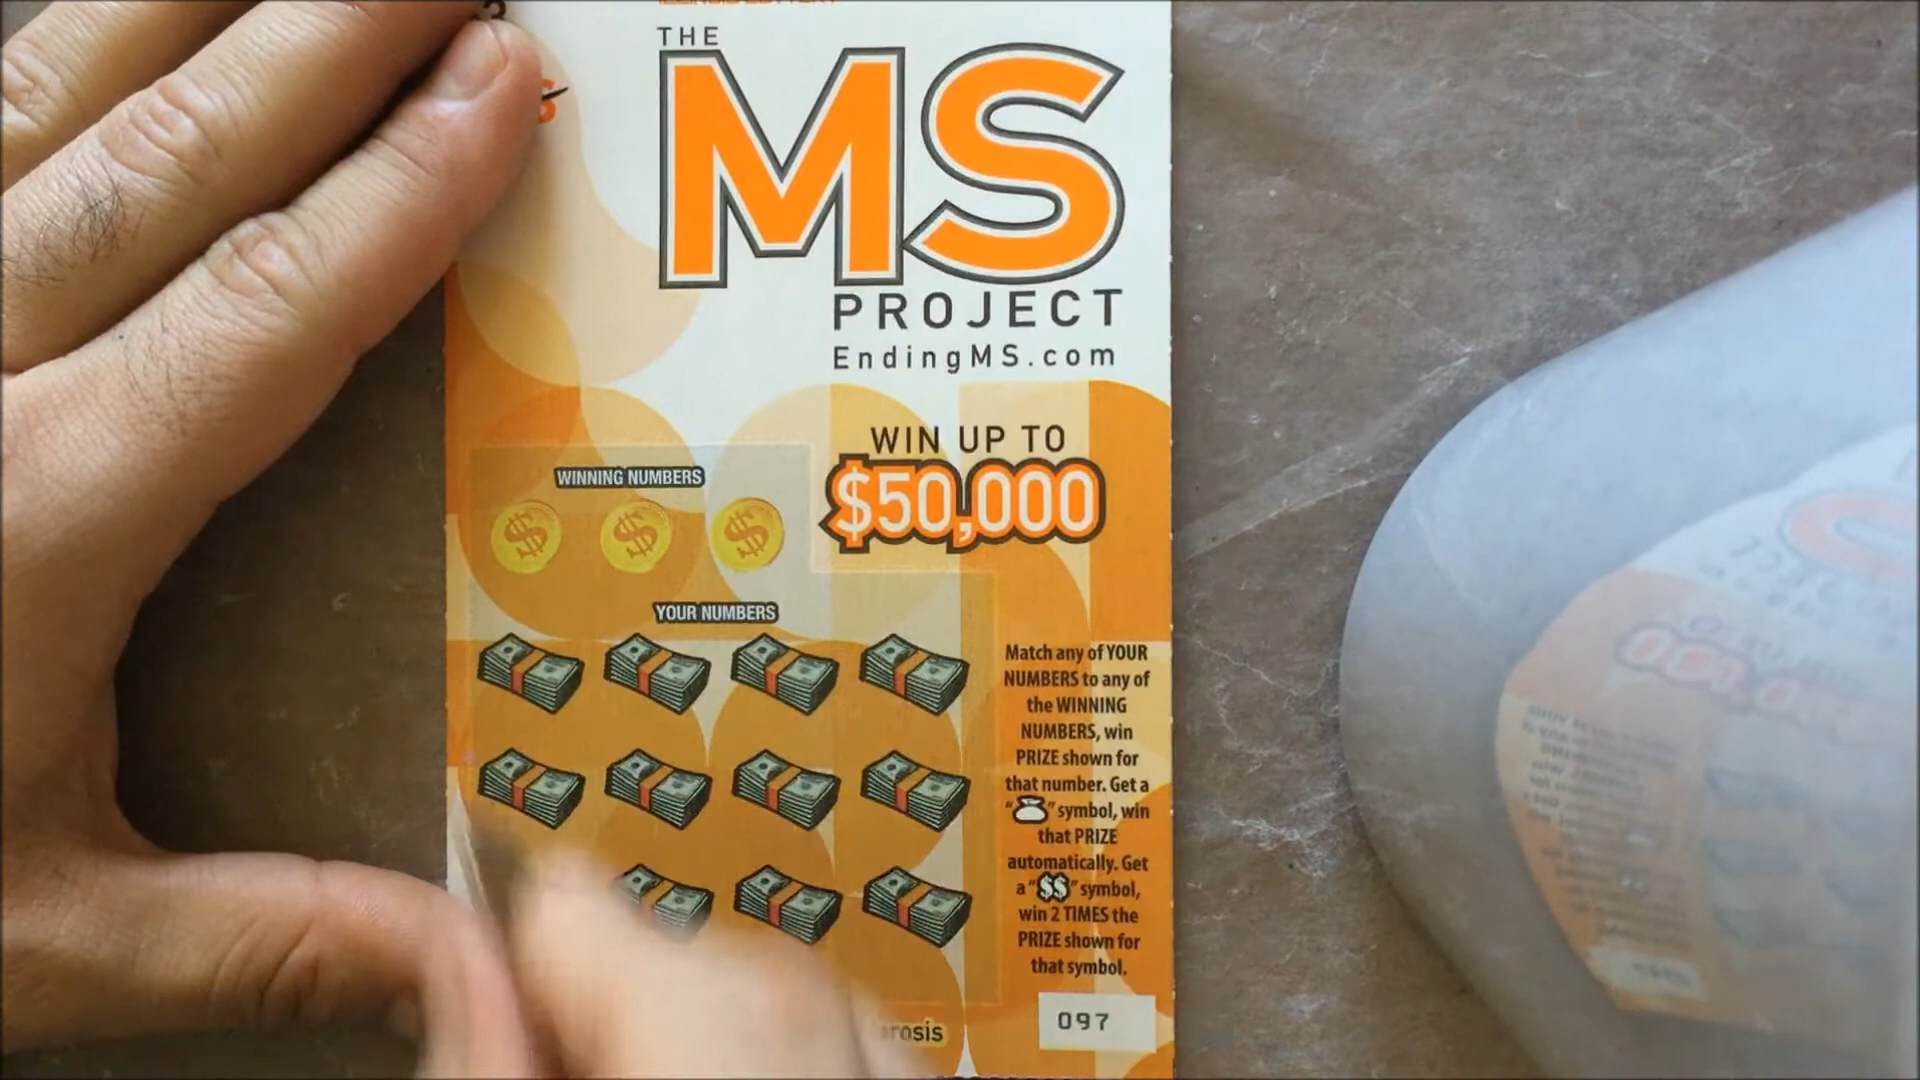 THE
MS
PROJECT
EndingMS.com
WIN UP TO
$50,000
WINNING NUMBERS
YOUR NUMBERS
Match any of YOUR
NUMBERS to any of
the WINNING
NUMBERS, win
PRIZE shown for
that number. Get a
" " symbol, win
that PRIZE
automatically. Get
a "$$" symbol,
win 2 TIMES the
PRIZE shown for
that symbol.
097